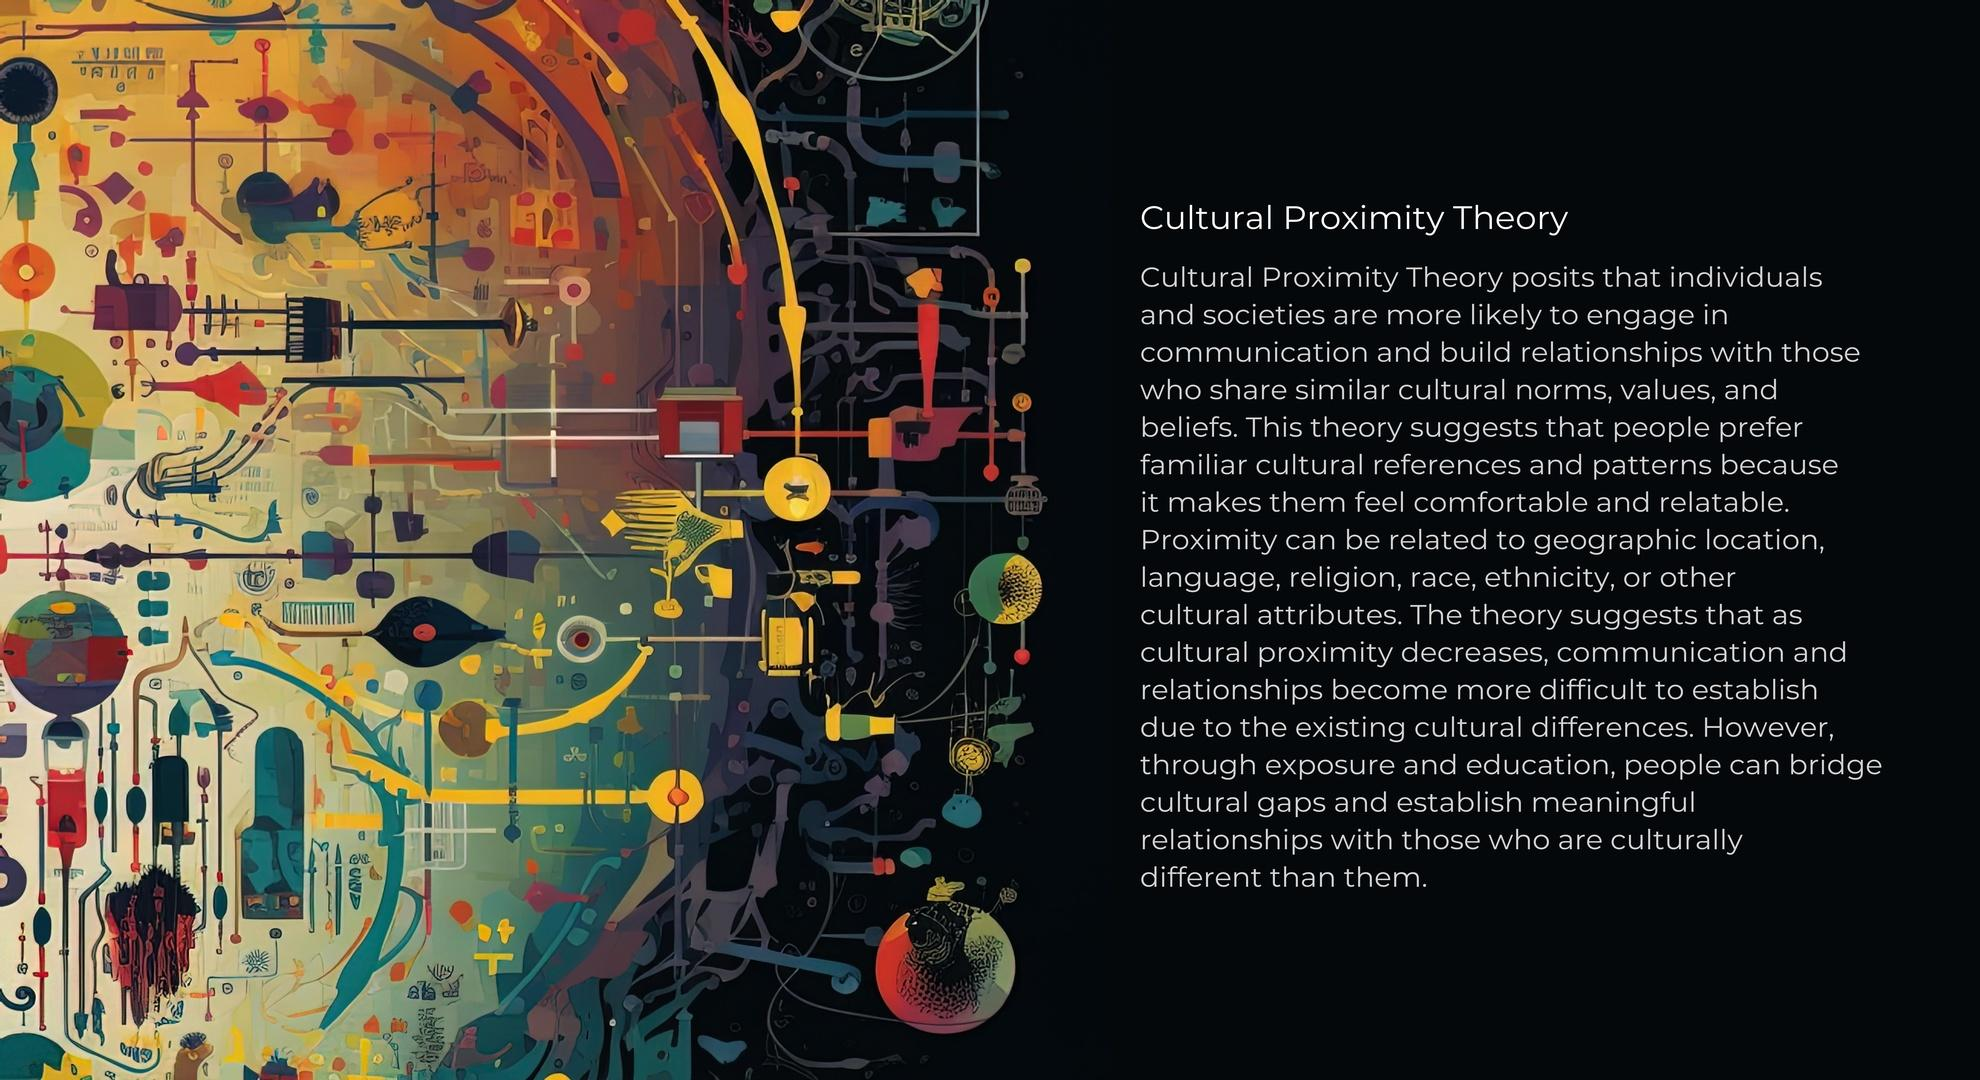 Cultural Proximity Theory
Cultural Proximity Theory posits that individuals
and societies are more likely to engage in
communication and build relationships with those
who share similar cultural norms, values, and
beliefs. This theory suggests that people prefer
familiar cultural references and patterns because
it makes them feel comfortable and relatable.
Proximity can be related to geographic location,
language, religion, race, ethnicity, or other
cultural attributes. The theory suggests that as
cultural proximity decreases, communication and
relationships become more difficult to establish
due to the existing cultural differences. However,
through exposure and education, people can bridge
cultural gaps and establish meaningful
relationships with those who are culturally
different than them.